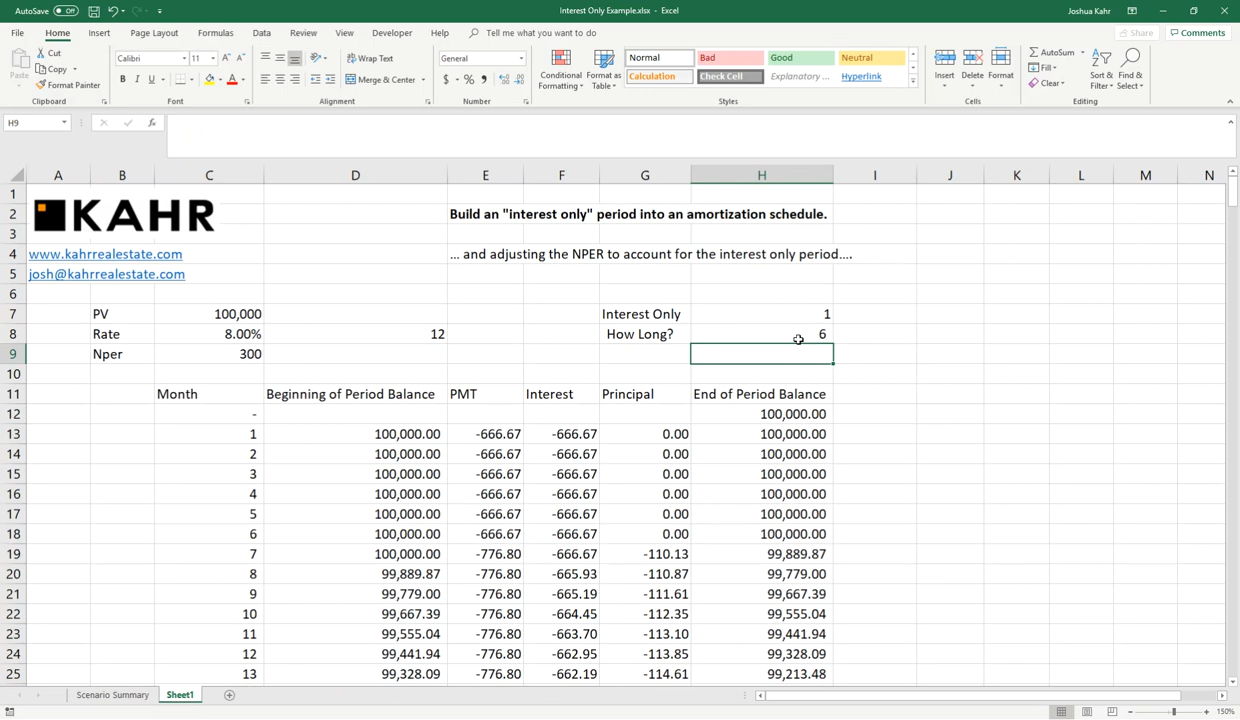 AutoSave Off Interest Only Example.xlsx - Excel Joshua Kahr
File Home Insert Page Layout Formulas Data Review View Developer Help Tell me what you want to do Share Comments
Paste Cut Copy Format Painter
Calibri 11 B I U
Wrap Text Merge & Center
General $ % ,
Conditional Formatting Format as Table
Normal Bad Good Neutral
Calculation Check Cell Explanatory ... Hyperlink
Insert Delete Format
AutoSum Fill Clear Sort & Filter Find & Select
Clipboard Font Alignment Number Styles Cells Editing
H9 fx
A B C D E F G H I J K L M N
1
KAHR
2 Build an "interest only" period into an amortization schedule.
3
4 www.kahrrealestate.com ... and adjusting the NPER to account for the interest only period....
5 josh@kahrrealestate.com
6
7 PV 100,000 Interest Only 1
8 Rate 8.00% 12 How Long? 6
9 Nper 300
10
11 Month Beginning of Period Balance PMT Interest Principal End of Period Balance
12 - 100,000.00
13 1 100,000.00 -666.67 -666.67 0.00 100,000.00
14 2 100,000.00 -666.67 -666.67 0.00 100,000.00
15 3 100,000.00 -666.67 -666.67 0.00 100,000.00
16 4 100,000.00 -666.67 -666.67 0.00 100,000.00
17 5 100,000.00 -666.67 -666.67 0.00 100,000.00
18 6 100,000.00 -666.67 -666.67 0.00 100,000.00
19 7 100,000.00 -776.80 -666.67 -110.13 99,889.87
20 8 99,889.87 -776.80 -665.93 -110.87 99,779.00
21 9 99,779.00 -776.80 -665.19 -111.61 99,667.39
22 10 99,667.39 -776.80 -664.45 -112.35 99,555.04
23 11 99,555.04 -776.80 -663.70 -113.10 99,441.94
24 12 99,441.94 -776.80 -662.95 -113.85 99,328.09
25 13 99,328.09 -776.80 -662.19 -114.61 99,213.48
Scenario Summary Sheet1
150%